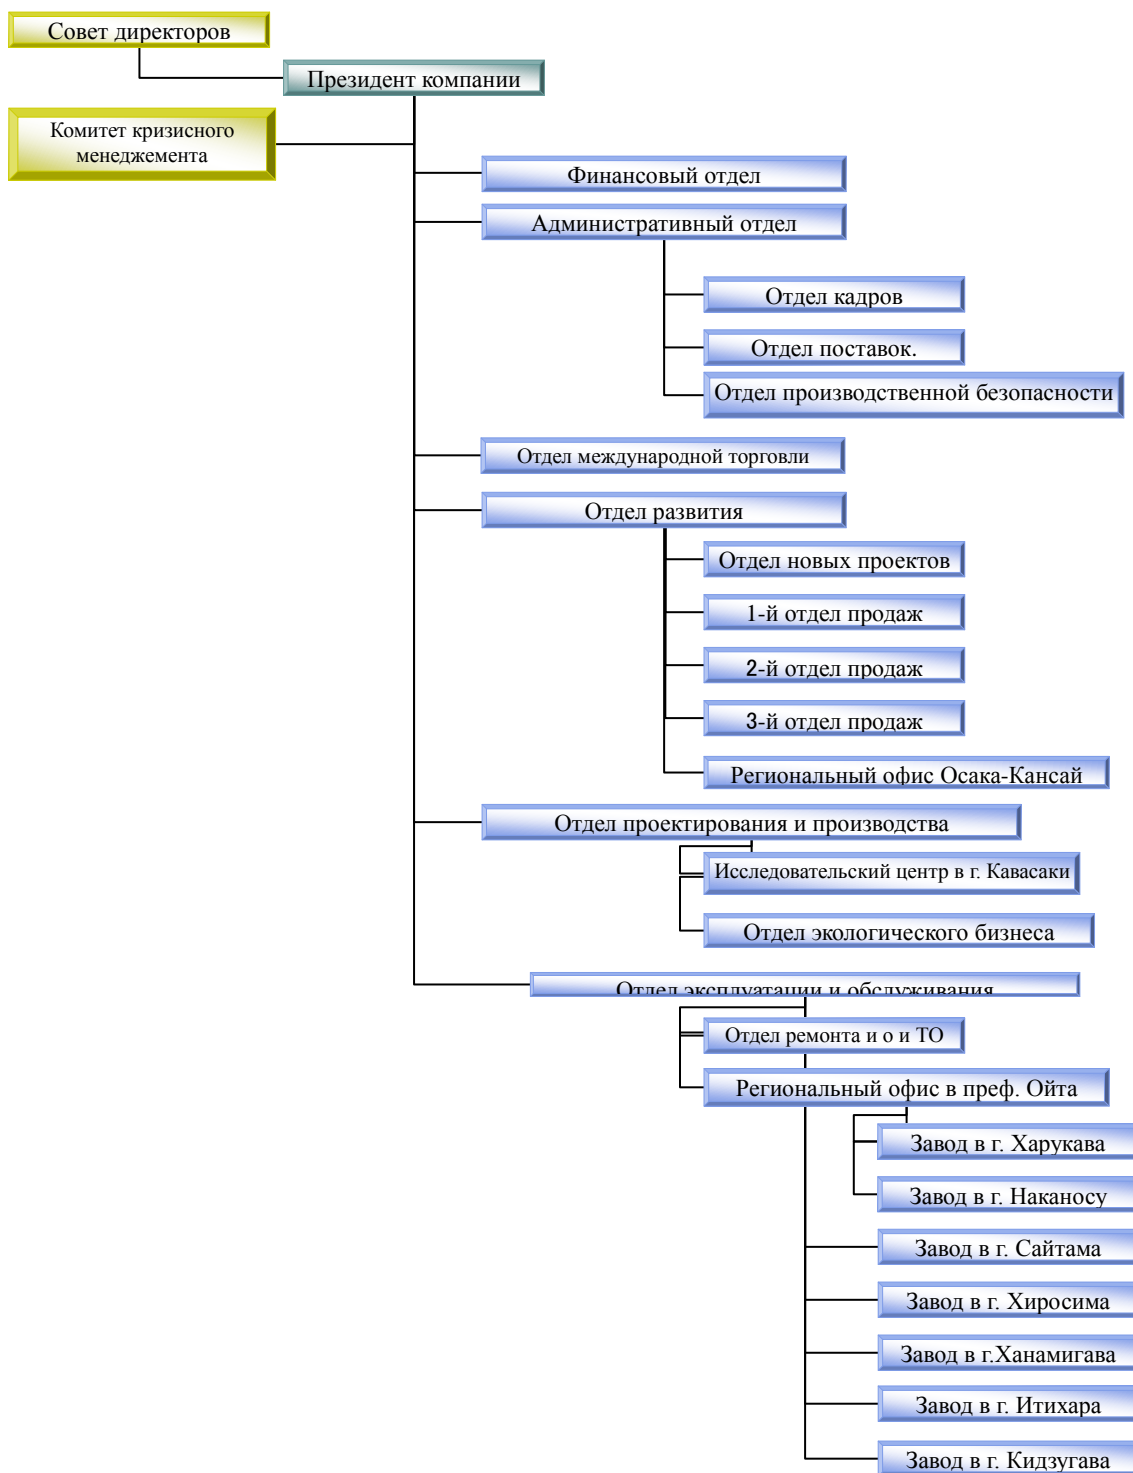 Совет директоров
Президент компании
Комитет кризисного
менеджемента
Финансовый отдел
Административный отдел
Отдел кадров
Отдел поставок.
Отдел производственной безопасности
Отдел международной торговли
Отдел развития
Отдел новых проектов
1-й отдел продаж
2-й отдел продаж
3-й отдел продаж
Региональный офис Осака-Кансай
Отдел проектирования и производства
Исследовательский центр в г. Кавасаки
Отдел экологического бизнеса
Отдел эксплуатации и обслуживания
Отдел ремонта и о и ТО
Региональный офис в преф. Ойта
Завод в г. Харукава
Завод в г. Наканосу
Завод в г. Сайтама
Завод в г. Хиросима
Завод в г.Ханамигава
Завод в г. Итихара
Завод в г. Кидзугава